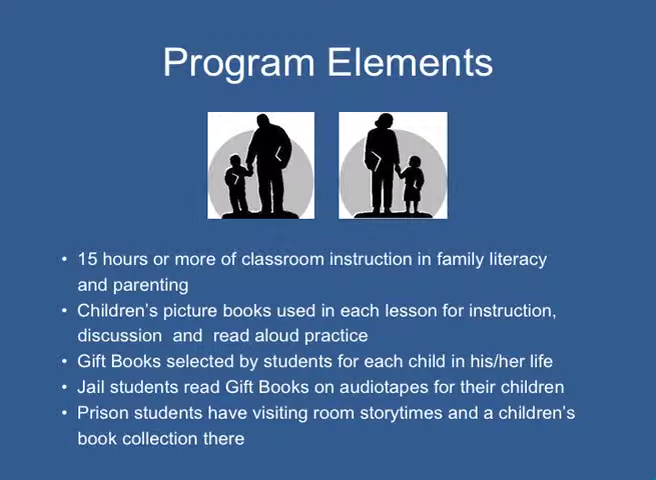 Program Elements
• 15 hours or more of classroom instruction in family literacy
and parenting
• Children's picture books used in each lesson for instruction,
discussion  and  read aloud practice
• Gift Books selected by students for each child in his/her life
• Jail students read Gift Books on audiotapes for their children
• Prison students have visiting room storytimes and a children's
book collection there